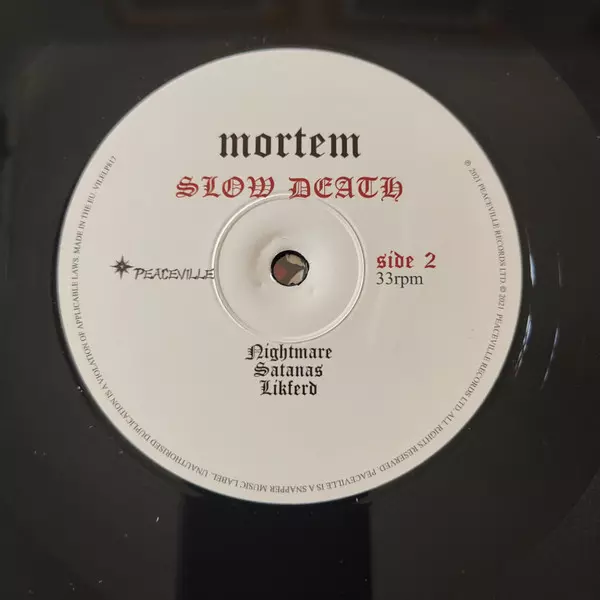 mortem
SLOW DEATH
PEACEVILLE
side 2
33rpm
Nightmare
Satanas
Likferd
℗ 2021 PEACEVILLE RECORDS LTD. © 2021 PEACEVILLE RECORDS LTD. ALL RIGHTS RESERVED. PEACEVILLE IS A SNAPPER MUSIC LABEL. UNAUTHORISED DUPLICATION IS A VIOLATION OF APPLICABLE LAWS. MADE IN THE EU. VILELP817